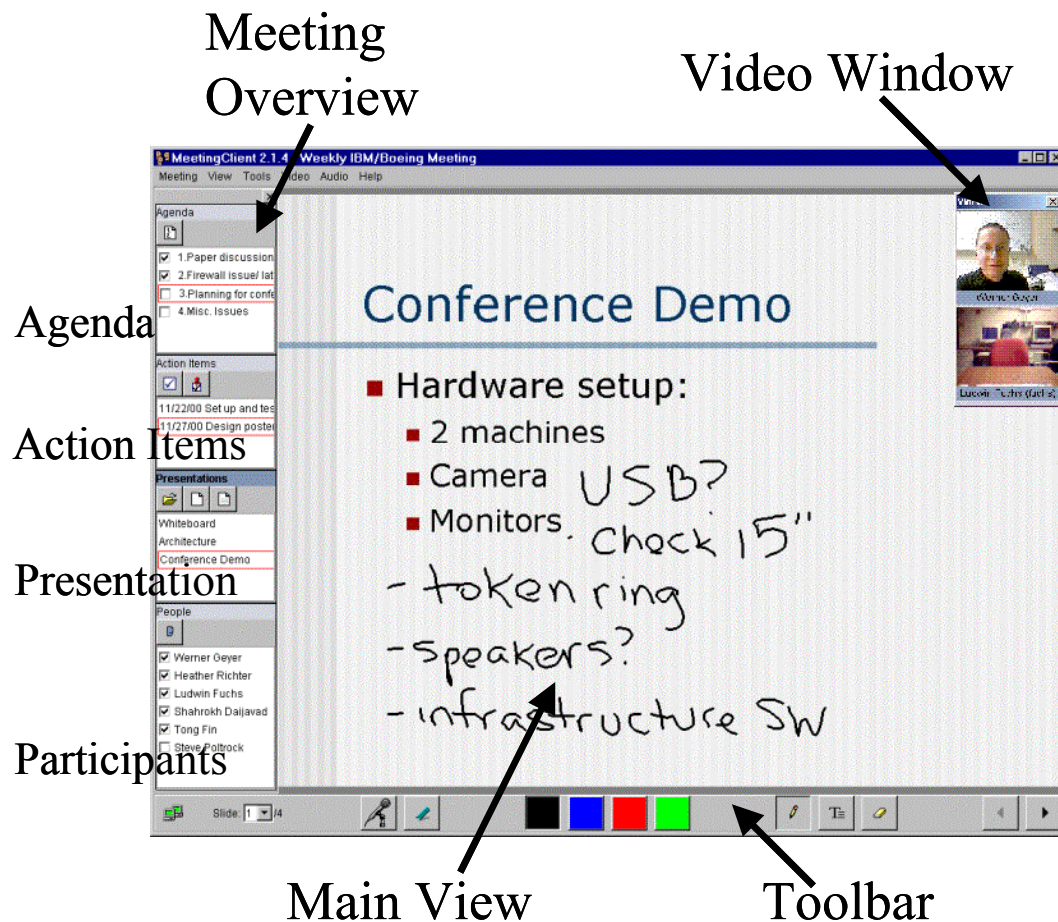 Meeting
Overview
Video Window
MeetingClient 2.1.4 Weekly IBM/Boeing Meeting
Meeting View Tools Video Audio Help
Agenda
1.Paper discussion
2.Firewall issue/ lat
3.Planning for confe
4.Misc. Issues
Agenda
Action Items
11/22/00 Set up and tes
11/27/00 Design poster
Action Items
Presentations
Whiteboard
Architecture
Conference Demo
Presentation
People
Werner Geyer
Heather Richter
Ludwin Fuchs
Shahrokh Daijavad
Tong Fin
Steve Poltrock
Participants
Conference Demo
Hardware setup:
2 machines
Camera USB?
Monitors. Check 15"
- token ring
- speakers?
- infrastructure SW
Werner Geyer
Ludwin Fuchs (fuchs)
Slide: 1 /4
T
Main View
Toolbar